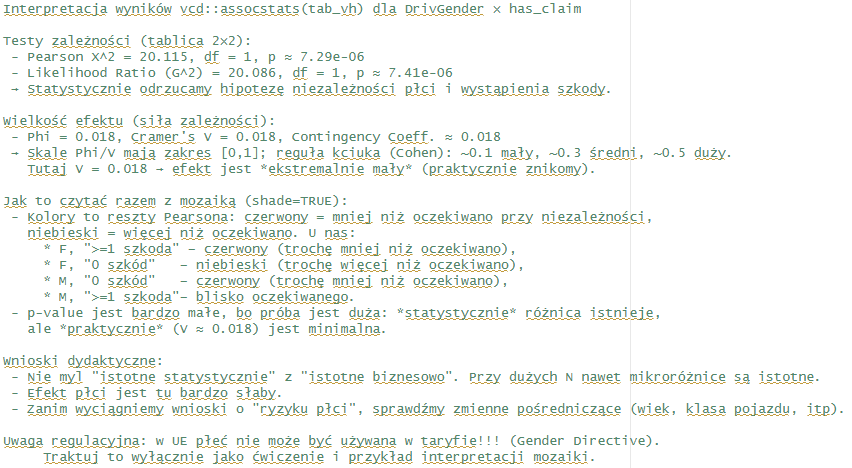 Interpretacja wyników vcd::assocstats(tab_vh) dla DrivGender × has_claim
Testy zależności (tablica 2×2):
- Pearson X^2 = 20.115, df = 1, p ≈ 7.29e-06
- Likelihood Ratio (G^2) = 20.086, df = 1, p ≈ 7.41e-06
→ Statystycznie odrzucamy hipotezę niezależności płci i wystąpienia szkody.
Wielkość efektu (siła zależności):
- Phi = 0.018, Cramer's V = 0.018, Contingency Coeff. ≈ 0.018
→ Skale Phi/V mają zakres [0,1]; reguła kciuka (Cohen): ~0.1 mały, ~0.3 średni, ~0.5 duży.
Tutaj V = 0.018 → efekt jest *ekstremalnie mały* (praktycznie znikomy).
Jak to czytać razem z mozaiką (shade=TRUE):
- Kolory to reszty Pearsona: czerwony = mniej niż oczekiwano przy niezależności,
niebieski = więcej niż oczekiwano. U nas:
* F, ">=1 szkoda" – czerwony (trochę mniej niż oczekiwano),
* F, "0 szkód" – niebieski (trochę więcej niż oczekiwano),
* M, "0 szkód" – czerwony (trochę mniej niż oczekiwano),
* M, ">=1 szkoda"– blisko oczekiwanego.
- p-value jest bardzo małe, bo próba jest duża: *statystycznie* różnica istnieje,
ale *praktycznie* (V ≈ 0.018) jest minimalna.
Wnioski dydaktyczne:
- Nie myl "istotne statystycznie" z "istotne biznesowo". Przy dużych N nawet mikroróżnice są istotne.
- Efekt płci jest tu bardzo słaby.
- Zanim wyciągniemy wnioski o "ryzyku płci", sprawdźmy zmienne pośredniczące (wiek, klasa pojazdu, itp).
Uwaga regulacyjna: w UE płeć nie może być używana w taryfie!!! (Gender Directive).
Traktuj to wyłącznie jako ćwiczenie i przykład interpretacji mozaiki.